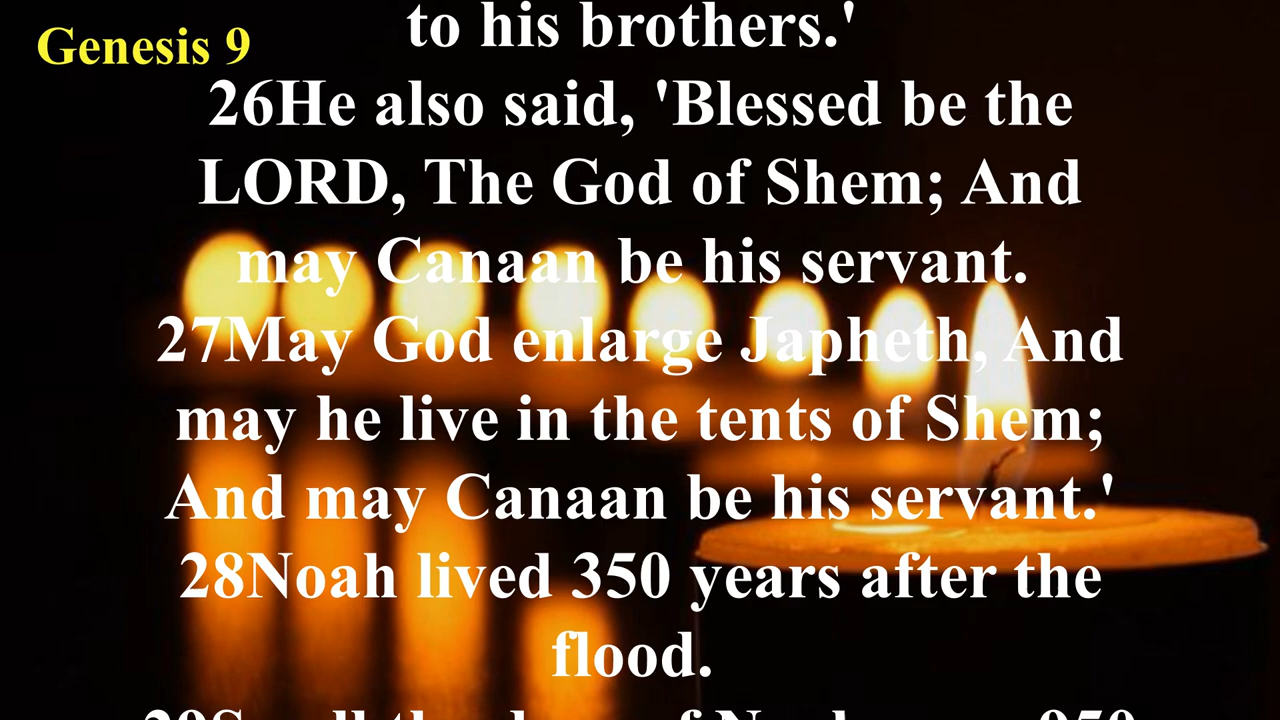 Genesis 9
to his brothers.'
26He also said, 'Blessed be the
LORD, The God of Shem; And
may Canaan be his servant.
27May God enlarge Japheth, And
may he live in the tents of Shem;
And may Canaan be his servant.'
28Noah lived 350 years after the
flood.